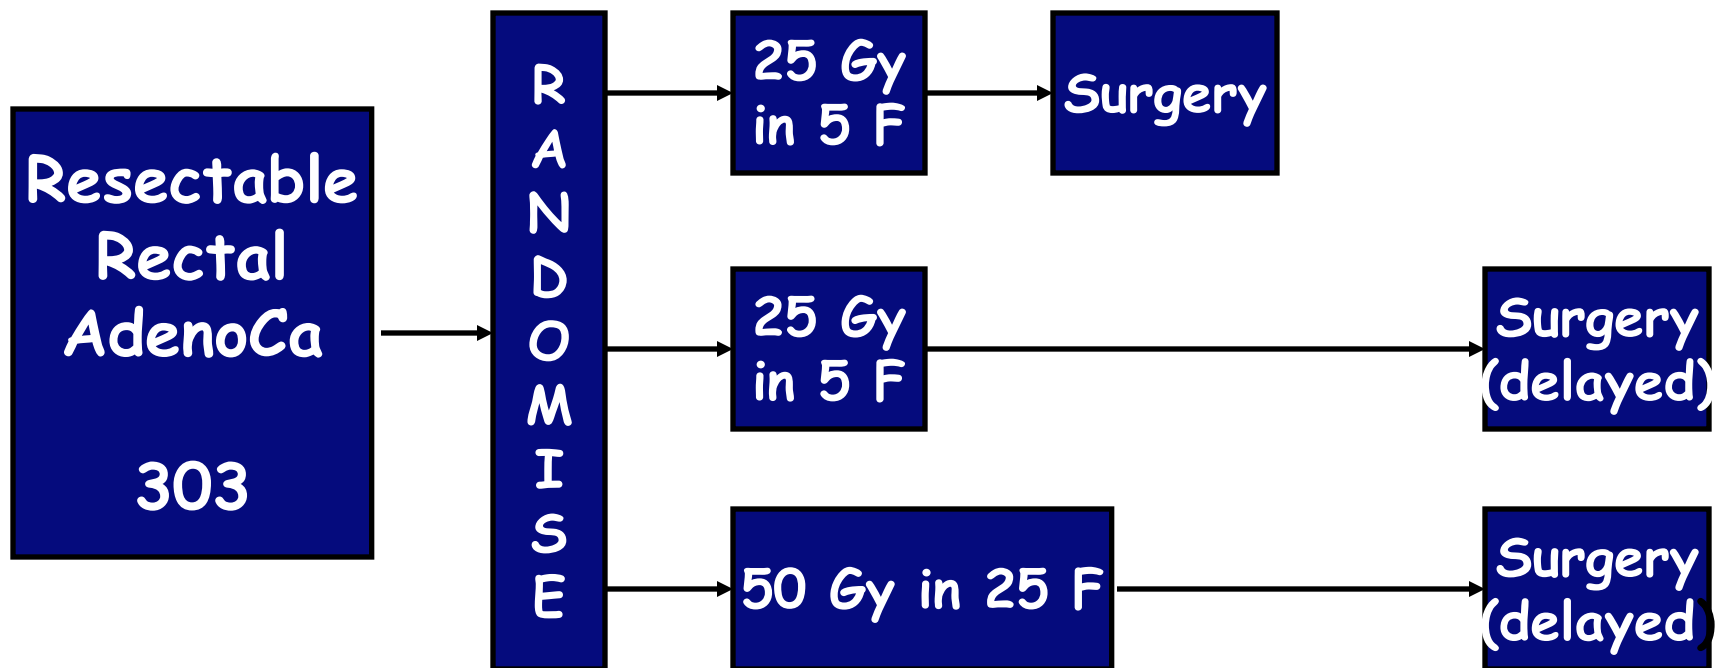 Resectable
Rectal
AdenoCa
303
R
A
N
D
O
M
I
S
E
25 Gy
in 5 F
Surgery
25 Gy
in 5 F
Surgery
(delayed)
50 Gy in 25 F
Surgery
(delayed)